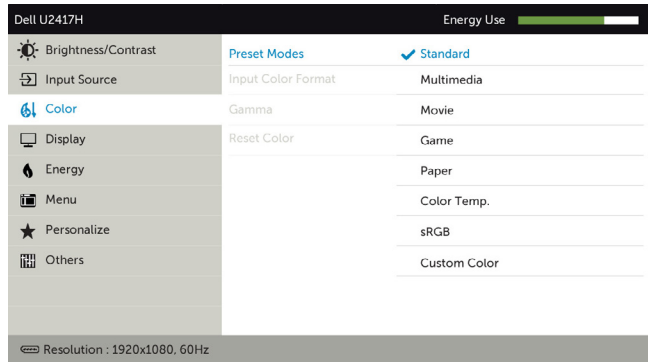 Dell U2417H Energy Use
Brightness/Contrast Preset Modes Standard
Input Source Input Color Format Multimedia
Color Gamma Movie
Display Reset Color Game
Energy Paper
Menu Color Temp.
Personalize sRGB
Others Custom Color
Resolution : 1920x1080, 60Hz